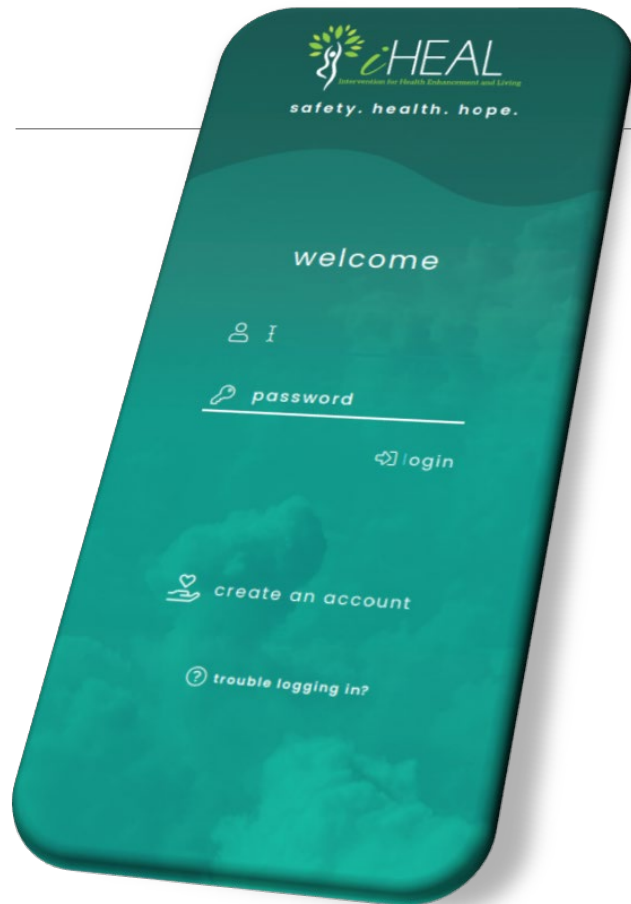 iHEAL
Intervention for Health Enhancement and Living
safety. health. hope.
welcome
password
login
create an account
trouble logging in?